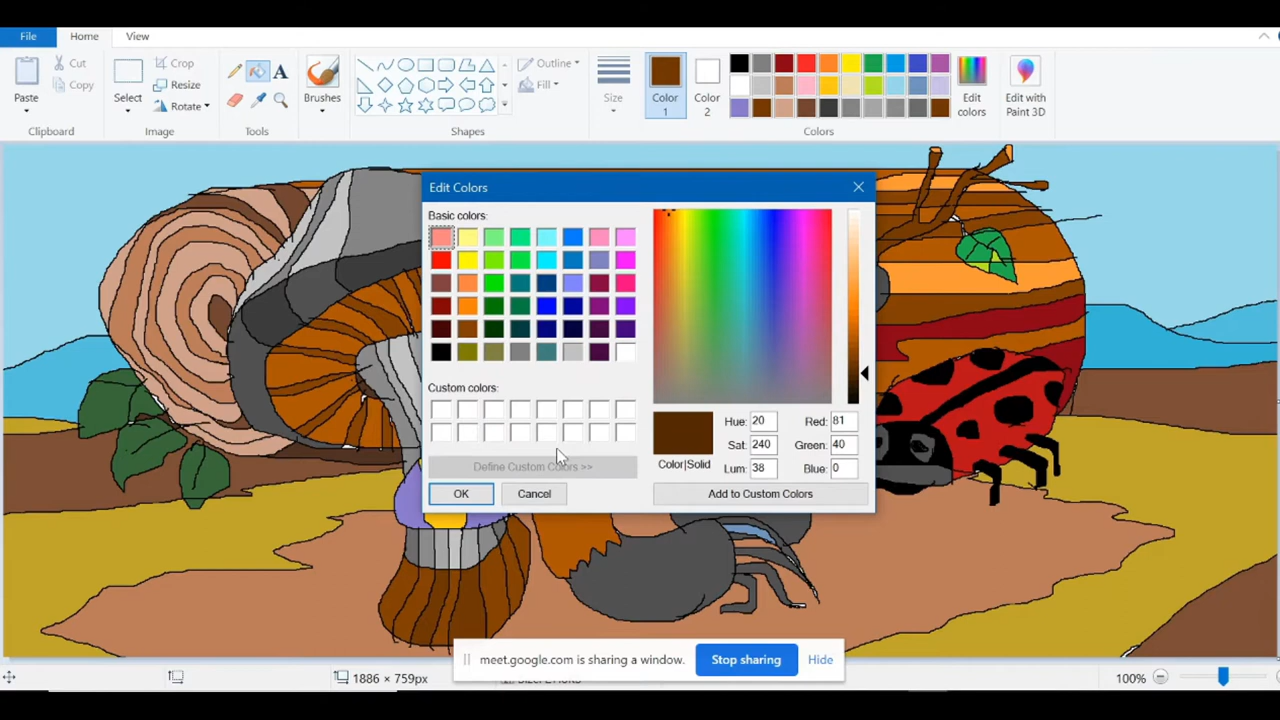 File Home View
Paste
Cut
Copy
Clipboard
Select
Crop
Resize
Rotate
Image
A
Tools
Brushes
Outline
Fill
Shapes
Size
Color
1
Color
2
Edit
colors
Colors
Edit with
Paint 3D
Edit Colors
Basic colors:
Custom colors:
Define Custom Colors >>
OK
Cancel
Color|Solid
Hue: 20
Sat: 240
Lum: 38
Red: 81
Green: 40
Blue: 0
Add to Custom Colors
meet.google.com is sharing a window.
Stop sharing
Hide
1886 × 759px
100%